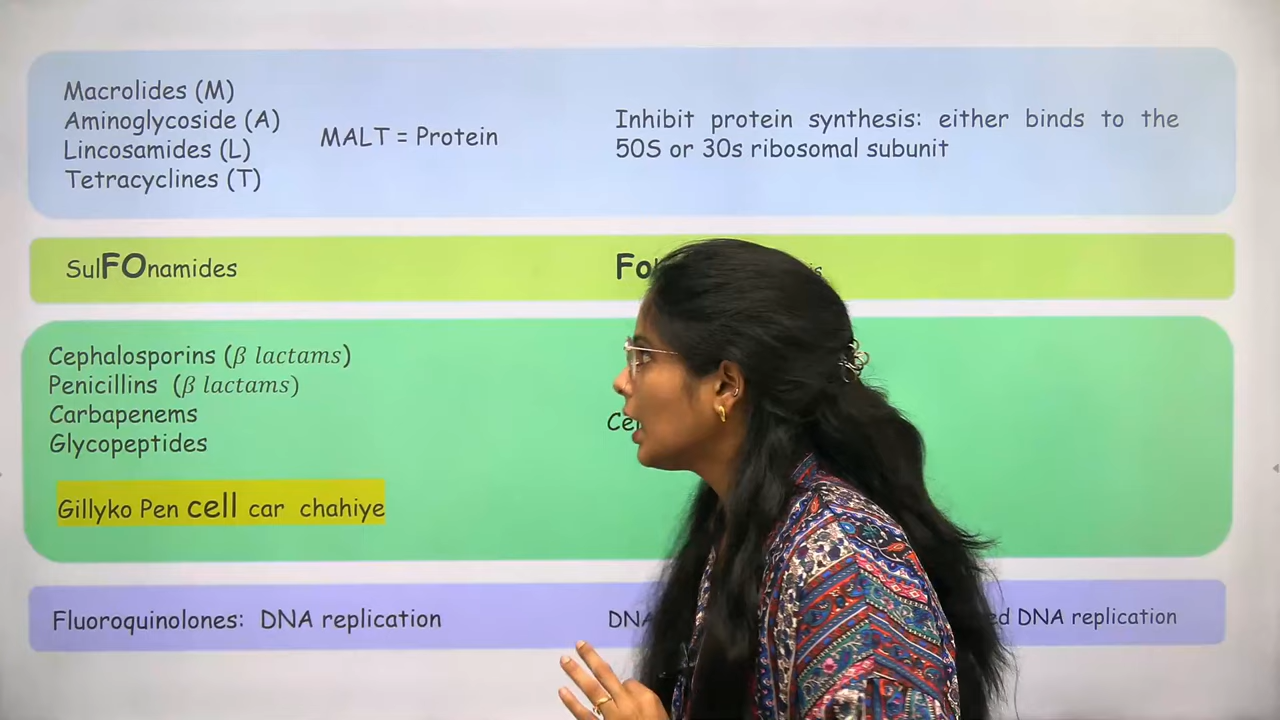 Macrolides (M)
Aminoglycoside (A)
Lincosamides (L)
Tetracyclines (T)
MALT = Protein
Inhibit protein synthesis: either binds to the
50S or 30s ribosomal subunit
SulFOnamides
Cephalosporins (β lactams)
Penicillins (β lactams)
Carbapenems
Glycopeptides
Gillyko Pen cell car chahiye
Fluoroquinolones: DNA replication
DNA
DNA replication